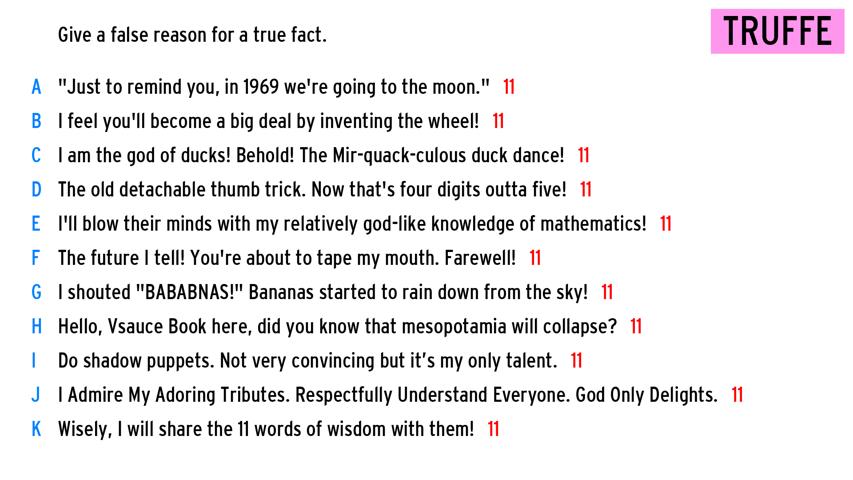 Give a false reason for a true fact.
TRUFFE
A "Just to remind you, in 1969 we're going to the moon." 11
B I feel you'll become a big deal by inventing the wheel! 11
C I am the god of ducks! Behold! The Mir-quack-culous duck dance! 11
D The old detachable thumb trick. Now that's four digits outta five! 11
E I'll blow their minds with my relatively god-like knowledge of mathematics! 11
F The future I tell! You're about to tape my mouth. Farewell! 11
G I shouted "BABABNAS!" Bananas started to rain down from the sky! 11
H Hello, Vsauce Book here, did you know that mesopotamia will collapse? 11
I Do shadow puppets. Not very convincing but it’s my only talent. 11
J I Admire My Adoring Tributes. Respectfully Understand Everyone. God Only Delights. 11
K Wisely, I will share the 11 words of wisdom with them! 11